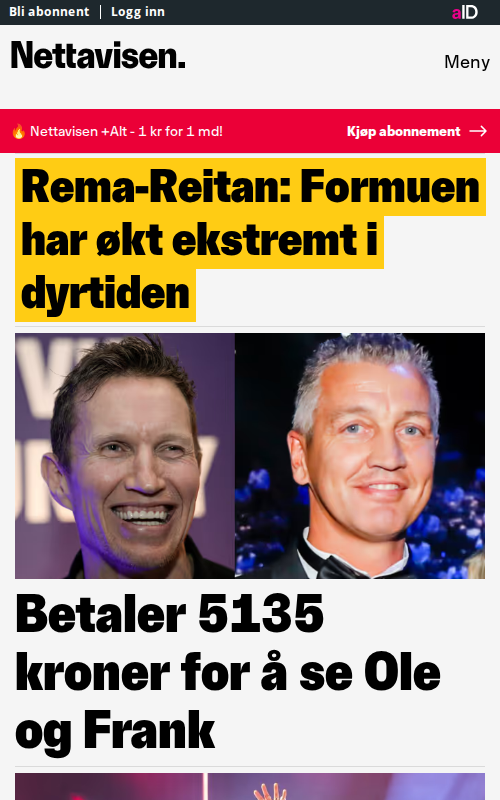 Bli abonnent | Logg inn
aID
Nettavisen.
Meny
🔥 Nettavisen +Alt - 1 kr for 1 md!
Kjøp abonnement →
Rema-Reitan: Formuen
har økt ekstremt i
dyrtiden
Betaler 5135
kroner for å se Ole
og Frank